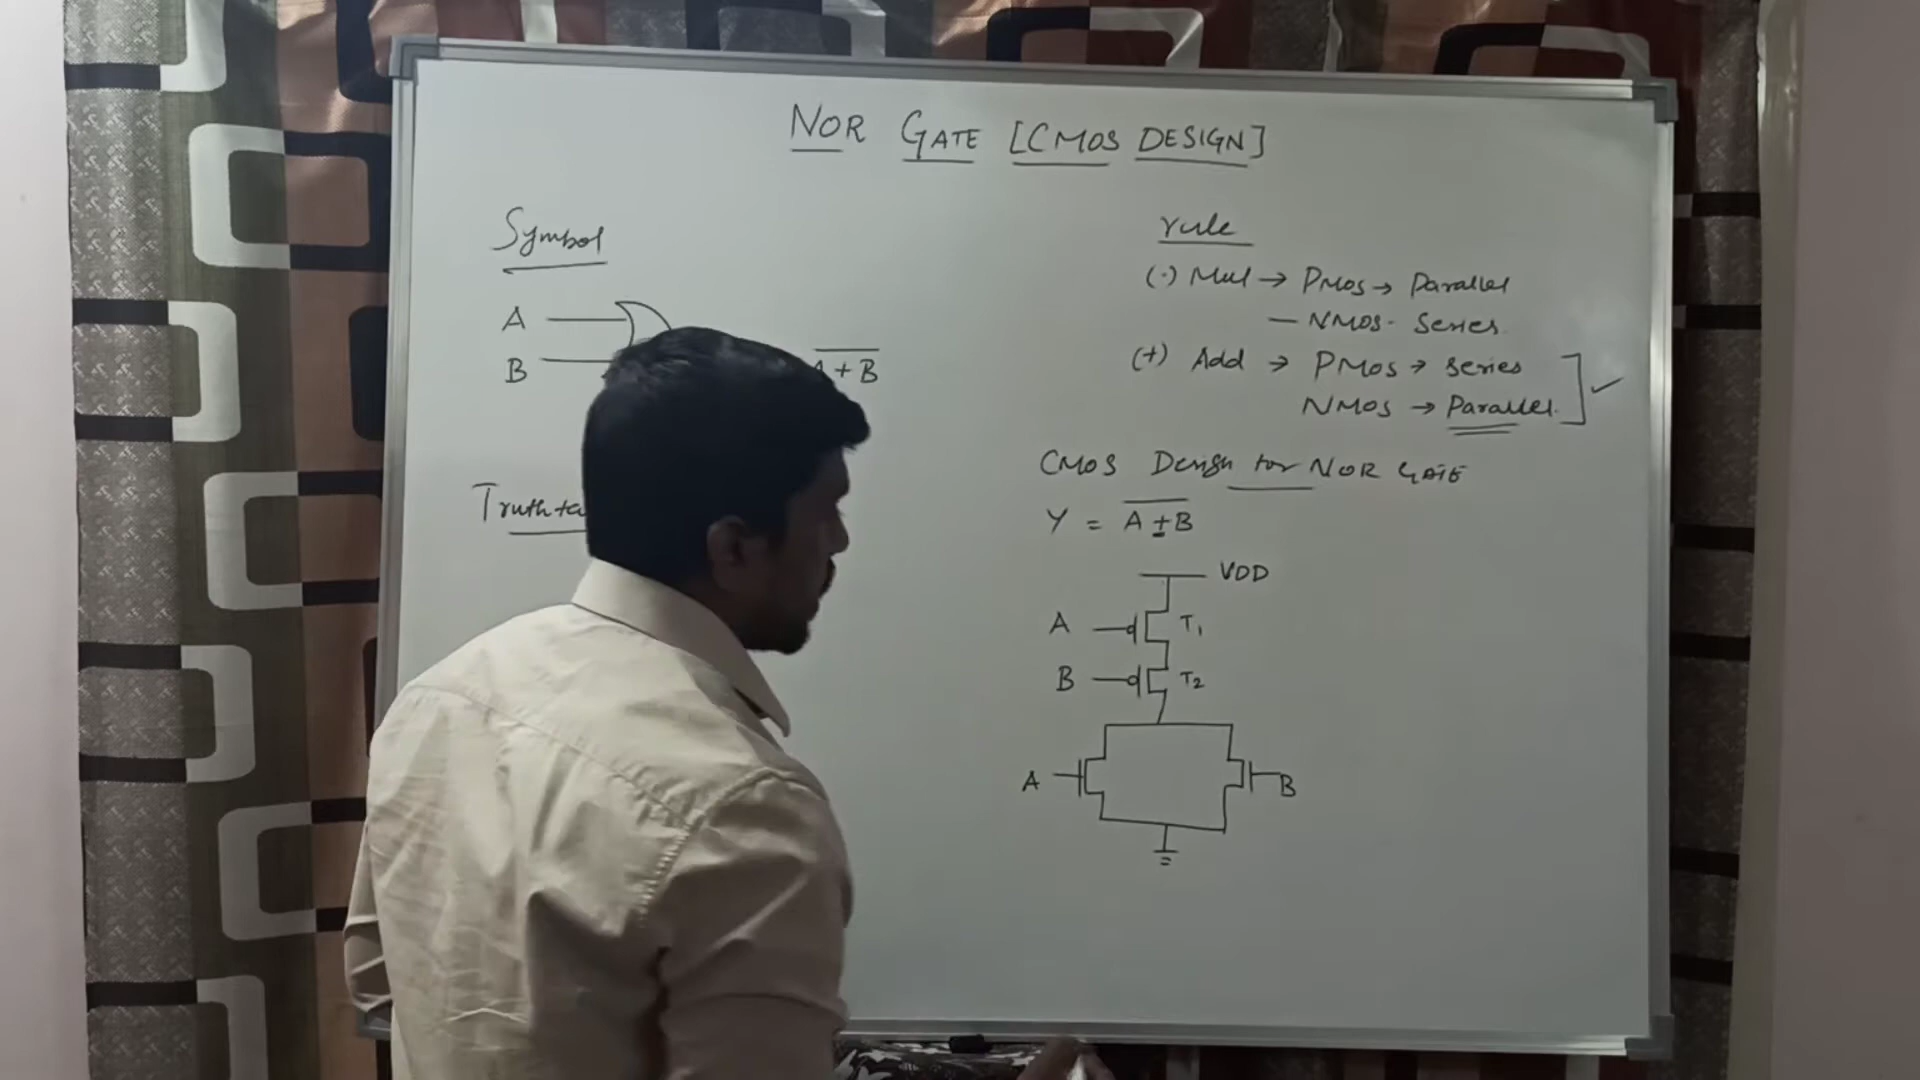 NOR GATE [CMOS DESIGN]
Symbol
A
B
A + B
Truth
rule
(·) Mul → PMOS → Parallel
— NMOS - Series
(+) Add → PMOS → Series
NMOS → Parallel.
CMOS Design for NOR GATE
Y = A + B
VDD
A T1
B T2
A B